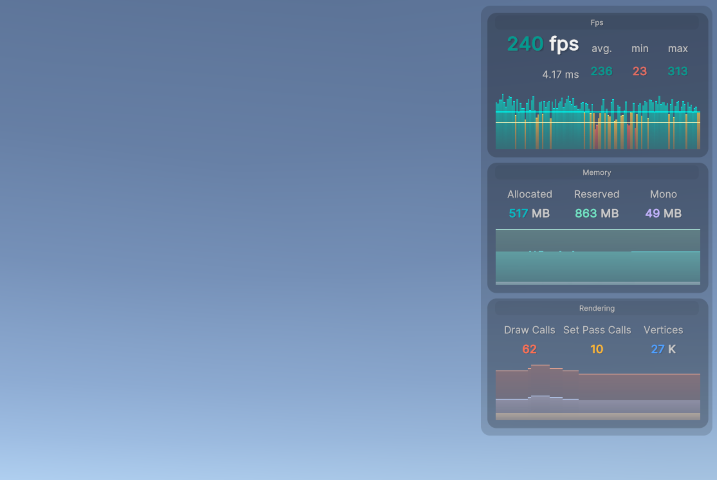 Fps
240 fps avg. min max
4.17 ms 236 23 313
Memory
Allocated Reserved Mono
517 MB 863 MB 49 MB
Rendering
Draw Calls Set Pass Calls Vertices
62 10 27 K